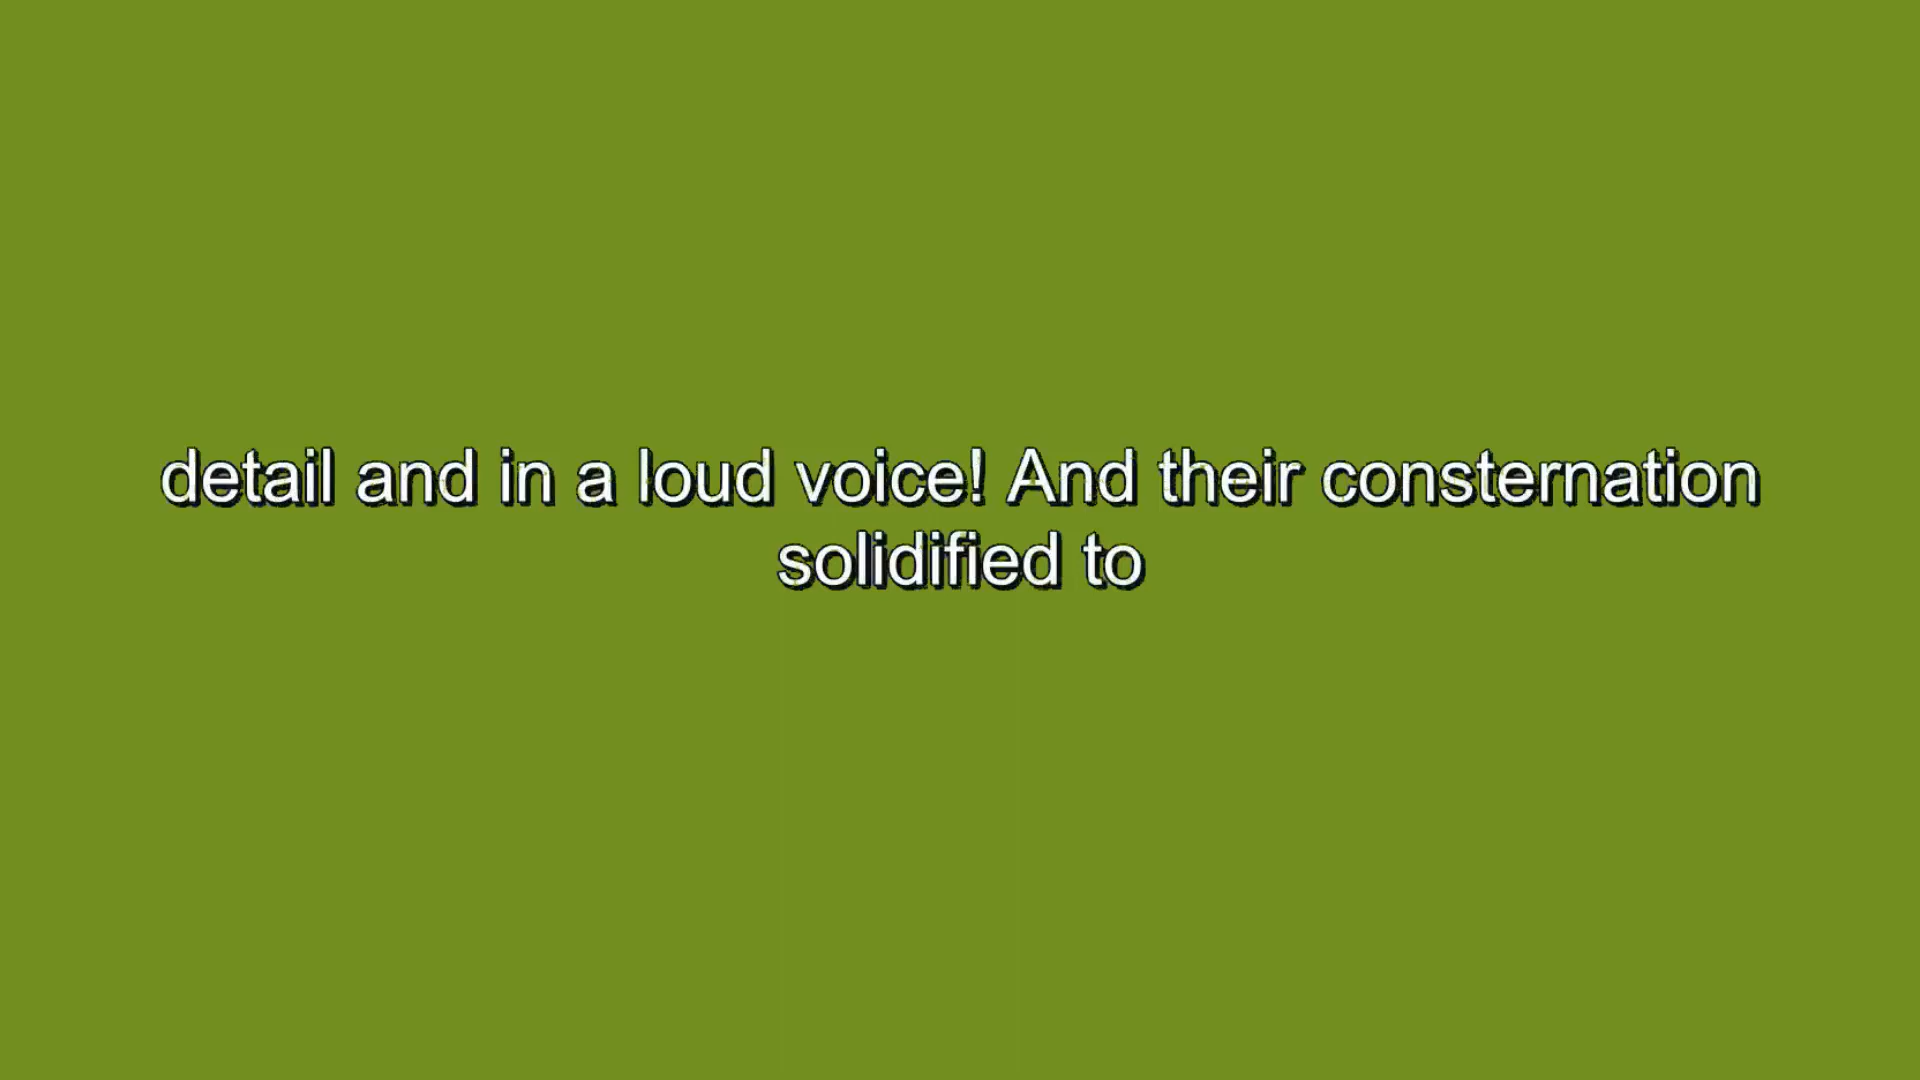 detail and in a loud voice! And their consternation
solidified to